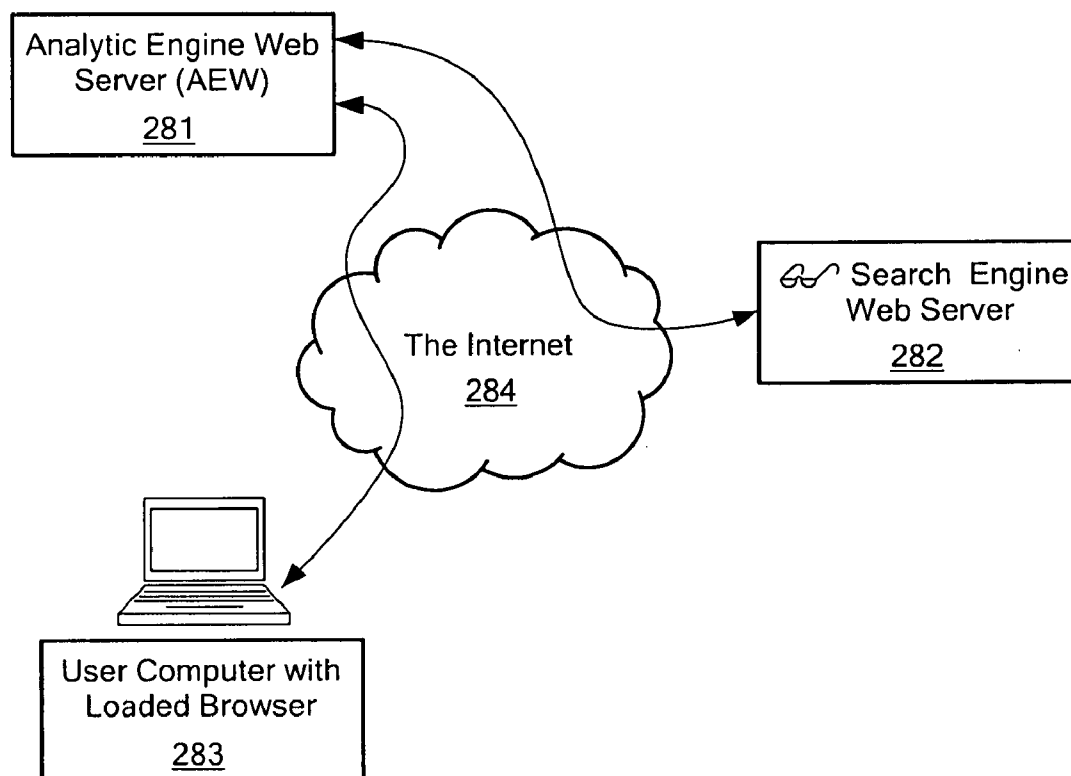 Analytic Engine Web
Server (AEW)
281
Search Engine
Web Server
282
The Internet
284
User Computer with
Loaded Browser
283